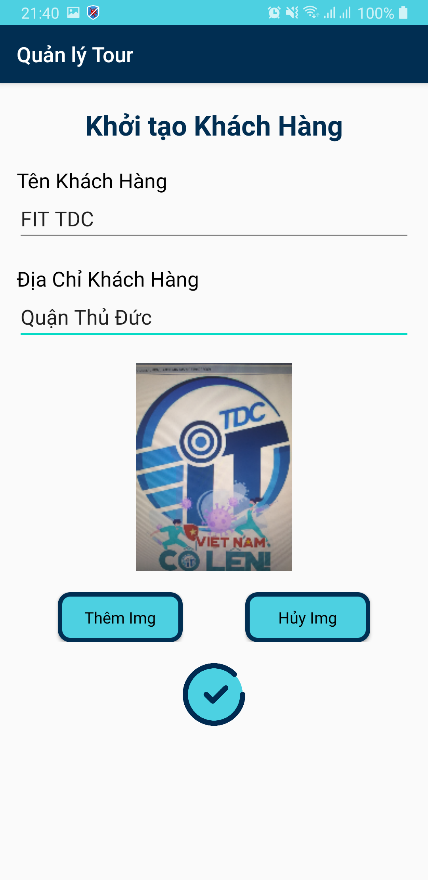 21:40
100%
Quản lý Tour
Khởi tạo Khách Hàng
Tên Khách Hàng
FIT TDC
Địa Chỉ Khách Hàng
Quận Thủ Đức
TDC
iT
VIỆT NAM
CỐ LÊN!
Thêm Img
Hủy Img